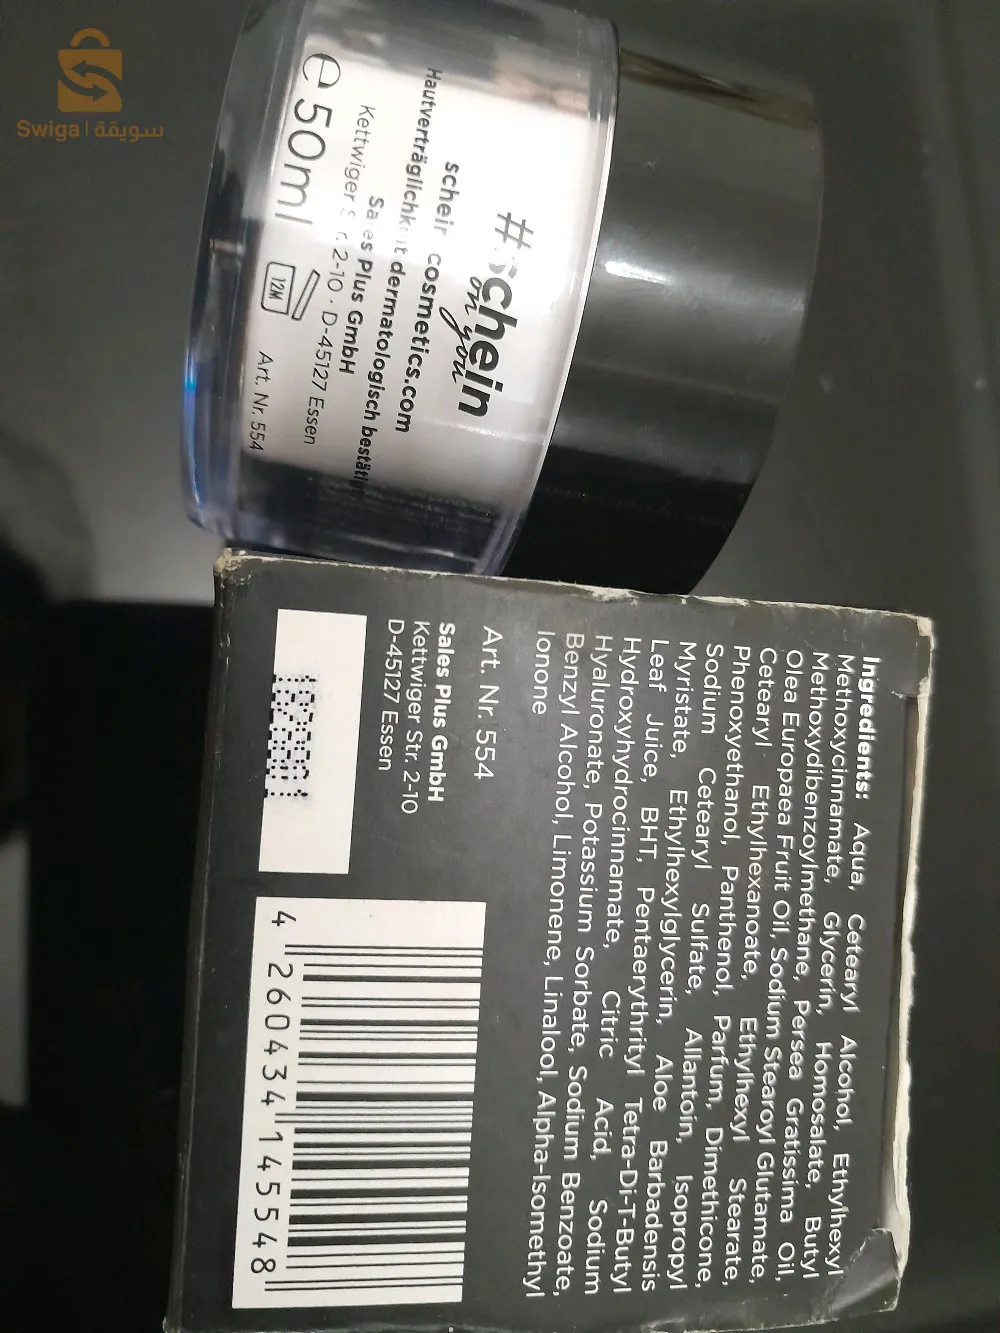 Swiga | سويقة
#schein
on you
schein cosmetics.com
Hautverträglichkeit dermatologisch bestätigt
Sales Plus GmbH
Kettwiger Str. 2-10 · D-45127 Essen
e 50ml
12M
Art. Nr. 554
Ingredients: Aqua, Cetearyl Alcohol, Ethylhexyl
Methoxycinnamate, Glycerin, Homosalate, Butyl
Methoxydibenzoylmethane, Persea Gratissima Oil,
Olea Europaea Fruit Oil, Sodium Stearoyl Glutamate,
Cetearyl Ethylhexanoate, Ethylhexyl Stearate,
Phenoxyethanol, Panthenol, Parfum, Dimethicone,
Sodium Cetearyl Sulfate, Allantoin, Isopropyl
Myristate, Ethylhexylglycerin, Aloe Barbadensis
Leaf Juice, BHT, Pentaerythrityl Tetra-Di-T-Butyl
Hydroxyhydrocinnamate, Citric Acid, Sodium
Hyaluronate, Potassium Sorbate, Sodium Benzoate,
Benzyl Alcohol, Limonene, Linalool, Alpha-Isomethyl
Ionone
Art. Nr. 554
Sales Plus GmbH
Kettwiger Str. 2-10
D-45127 Essen
4 260434 145548